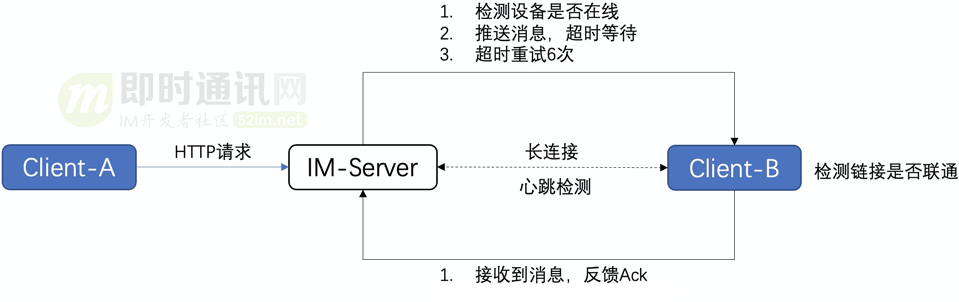 1. 检测设备是否在线
2. 推送消息，超时等待
3. 超时重试6次
即时通讯网
IM开发者社区 52im.net
Client-A
HTTP请求
IM-Server
长连接
心跳检测
Client-B
检测链接是否联通
1. 接收到消息，反馈Ack